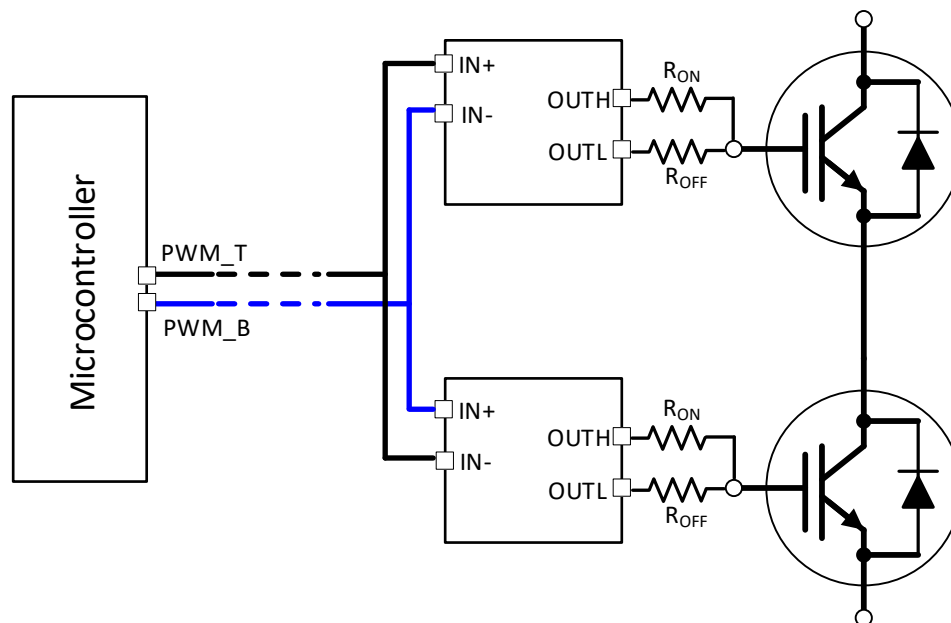 Microcontroller
PWM_T
PWM_B
IN+
IN-
OUTH
OUTL
RON
ROFF
IN+
IN-
OUTH
OUTL
RON
ROFF